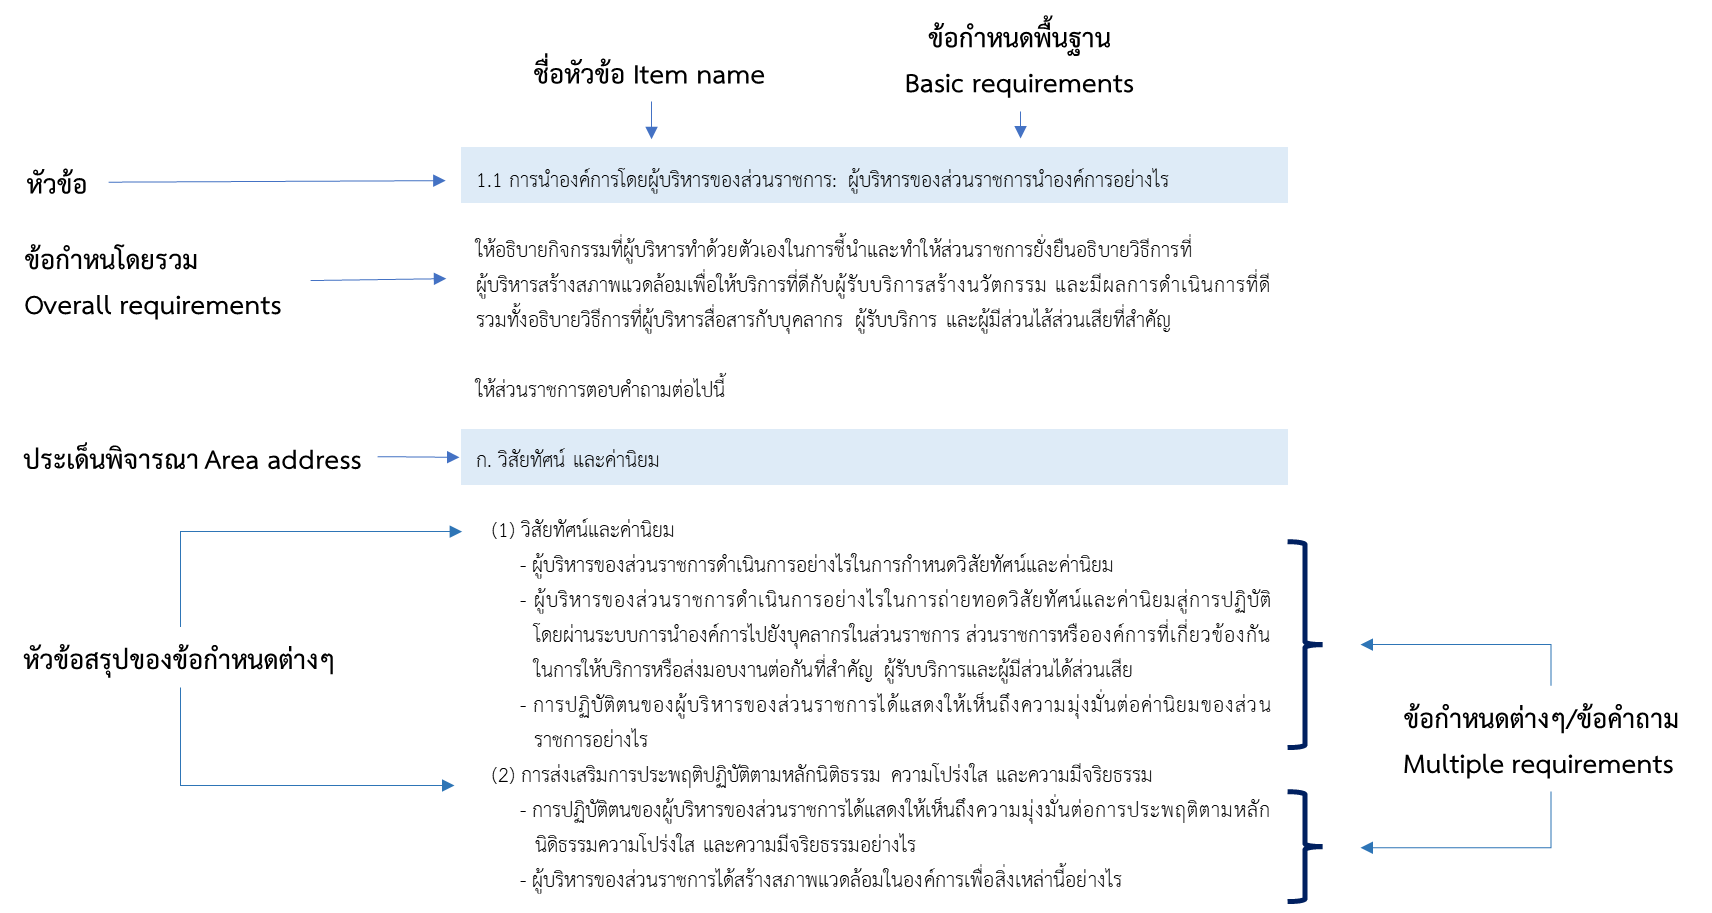 ข้อกำหนดพื้นฐาน
ชื่อหัวข้อ Item name
Basic requirements
หัวข้อ
1.1 การนำองค์การโดยผู้บริหารของส่วนราชการ: ผู้บริหารของส่วนราชการนำองค์การอย่างไร
ข้อกำหนโดยรวม
Overall requirements
ให้อธิบายกิจกรรมที่ผู้บริหารทำด้วยตัวเองในการชี้นำและทำให้ส่วนราชการยั่งยืนอธิบายวิธีการที่
ผู้บริหารสร้างสภาพแวดล้อมเพื่อให้บริการที่ดีกับผู้รับบริการสร้างนวัตกรรม และมีผลการดำเนินการที่ดี
รวมทั้งอธิบายวิธีการที่ผู้บริหารสื่อสารกับบุคลากร ผู้รับบริการ และผู้มีส่วนไส้ส่วนเสียที่สำคัญ
ให้ส่วนราชการตอบคำถามต่อไปนี้
ประเด็นพิจารณา Area address
ก. วิสัยทัศน์ และค่านิยม
(1) วิสัยทัศน์และค่านิยม
- ผู้บริหารของส่วนราชการดำเนินการอย่างไรในการกำหนดวิสัยทัศน์และค่านิยม
- ผู้บริหารของส่วนราชการดำเนินการอย่างไรในการถ่ายทอดวิสัยทัศน์และค่านิยมสู่การปฏิบัติ
โดยผ่านระบบการนำองค์การไปยังบุคลากรในส่วนราชการ ส่วนราชการหรือองค์การที่เกี่ยวข้องกัน
ในการให้บริการหรือส่งมอบงานต่อกันที่สำคัญ ผู้รับบริการและผู้มีส่วนได้ส่วนเสีย
- การปฏิบัติตนของผู้บริหารของส่วนราชการได้แสดงให้เห็นถึงความมุ่งมั่นต่อค่านิยมของส่วน
ราชการอย่างไร
หัวข้อสรุปของข้อกำหนดต่างๆ
ข้อกำหนดต่างๆ/ข้อคำถาม
Multiple requirements
(2) การส่งเสริมการประพฤติปฏิบัติตามหลักนิติธรรม ความโปร่งใส และความมีจริยธรรม
- การปฏิบัติตนของผู้บริหารของส่วนราชการได้แสดงให้เห็นถึงความมุ่งมั่นต่อการประพฤติตามหลัก
นิดิธรรมความโปร่งใส และความมีจริยธรรมอย่างไร
- ผู้บริหารของส่วนราชการได้สร้างสภาพแวดล้อมในองค์การเพื่อสิ่งเหล่านี้อย่างไร